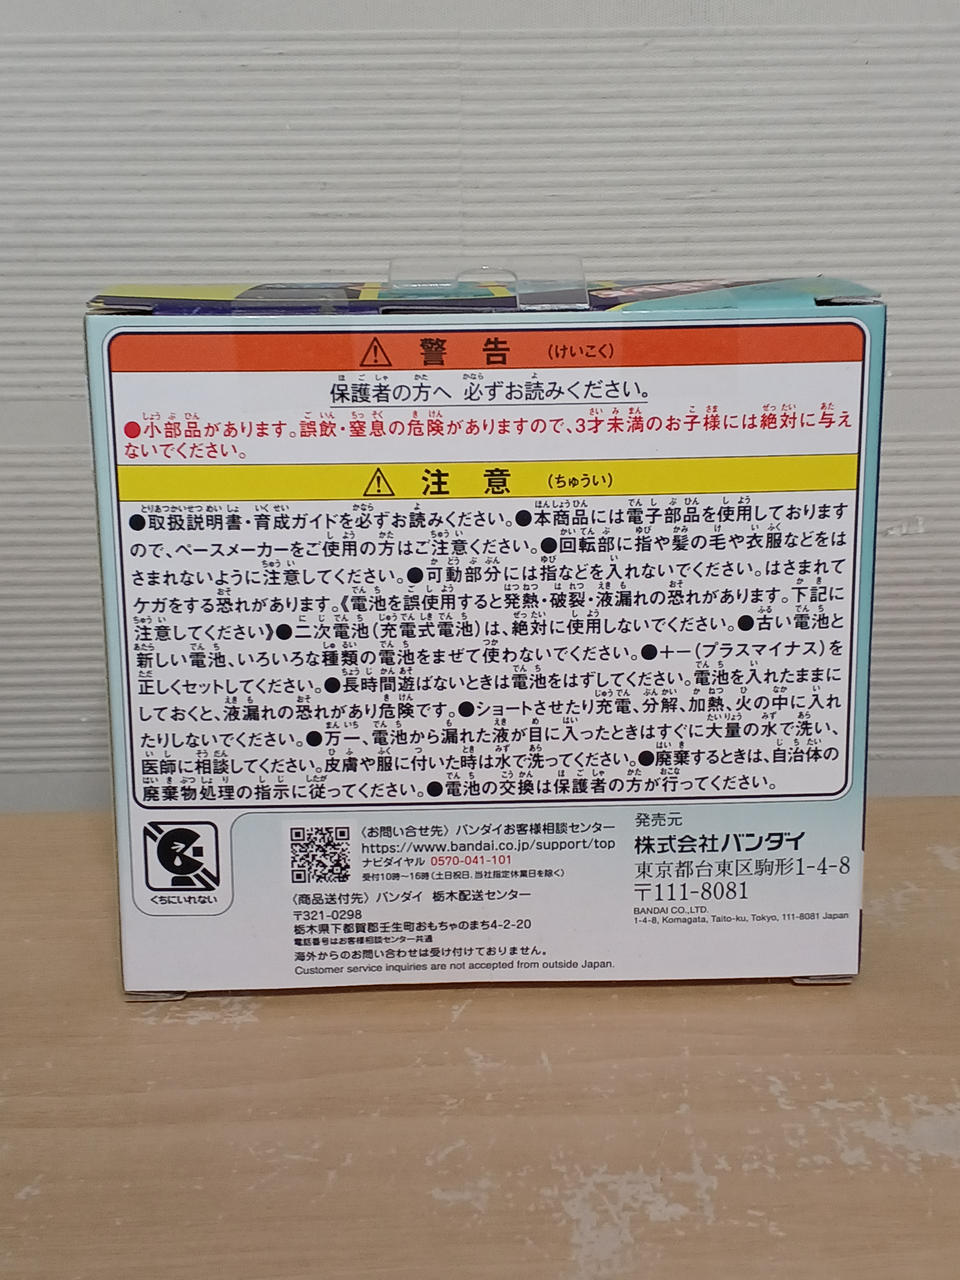 警告 (けいこく)
保護者の方へ 必ずお読みください。
●小部品があります。誤飲・窒息の危険がありますので、3才未満のお子様には絶対に与え
ないでください。
注意 (ちゅうい)
●取扱説明書・育成ガイドを必ずお読みください。●本商品には電子部品を使用しております
ので、ペースメーカーをご使用の方はご注意ください。●回転部に指や髪の毛や衣服などをは
さまれないように注意してください。●可動部分には指などを入れないでください。はさまれて
ケガをする恐れがあります。《電池を誤使用すると発熱・破裂・液漏れの恐れがあります。下記に
注意してください》●二次電池(充電式電池)は、絶対に使用しないでください。●古い電池と
新しい電池、いろいろな種類の電池をまぜて使わないでください。●+−(プラスマイナス)を
正しくセットしてください。●長時間遊ばないときは電池をはずしてください。電池を入れたままに
しておくと、液漏れの恐れがあり危険です。●ショートさせたり充電、分解、加熱、火の中に入れ
たりしないでください。●万一、電池から漏れた液が目に入ったときはすぐに大量の水で洗い、
医師に相談してください。皮膚や服に付いた時は水で洗ってください。●廃棄するときは、自治体の
廃棄物処理の指示に従ってください。●電池の交換は保護者の方が行ってください。
くちにいれない
〈お問い合せ先〉バンダイお客様相談センター
https://www.bandai.co.jp/support/top
ナビダイヤル 0570-041-101
受付10時〜16時(土日祝日、当社指定休業日を除く)
〈商品送付先〉バンダイ 栃木配送センター
〒321-0298
栃木県下都賀郡壬生町おもちゃのまち4-2-20
電話番号はお客様相談センター共通
海外からのお問い合わせは受け付けておりません。
Customer service inquiries are not accepted from outside Japan.
発売元
株式会社バンダイ
東京都台東区駒形1-4-8
〒111-8081
BANDAI CO.,LTD.
1-4-8, Komagata, Taito-ku, Tokyo, 111-8081 Japan